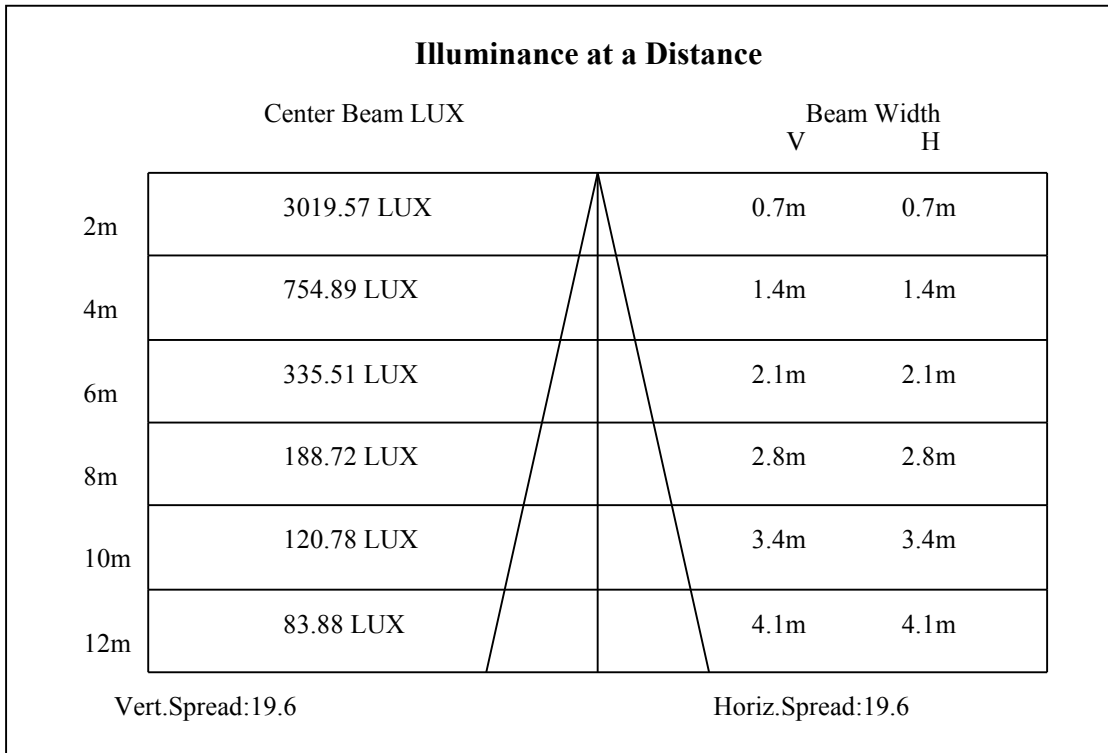 Illuminance at a Distance
Center Beam LUX Beam Width
V H
2m 3019.57 LUX 0.7m 0.7m
4m 754.89 LUX 1.4m 1.4m
6m 335.51 LUX 2.1m 2.1m
8m 188.72 LUX 2.8m 2.8m
10m 120.78 LUX 3.4m 3.4m
12m 83.88 LUX 4.1m 4.1m
Vert.Spread:19.6 Horiz.Spread:19.6